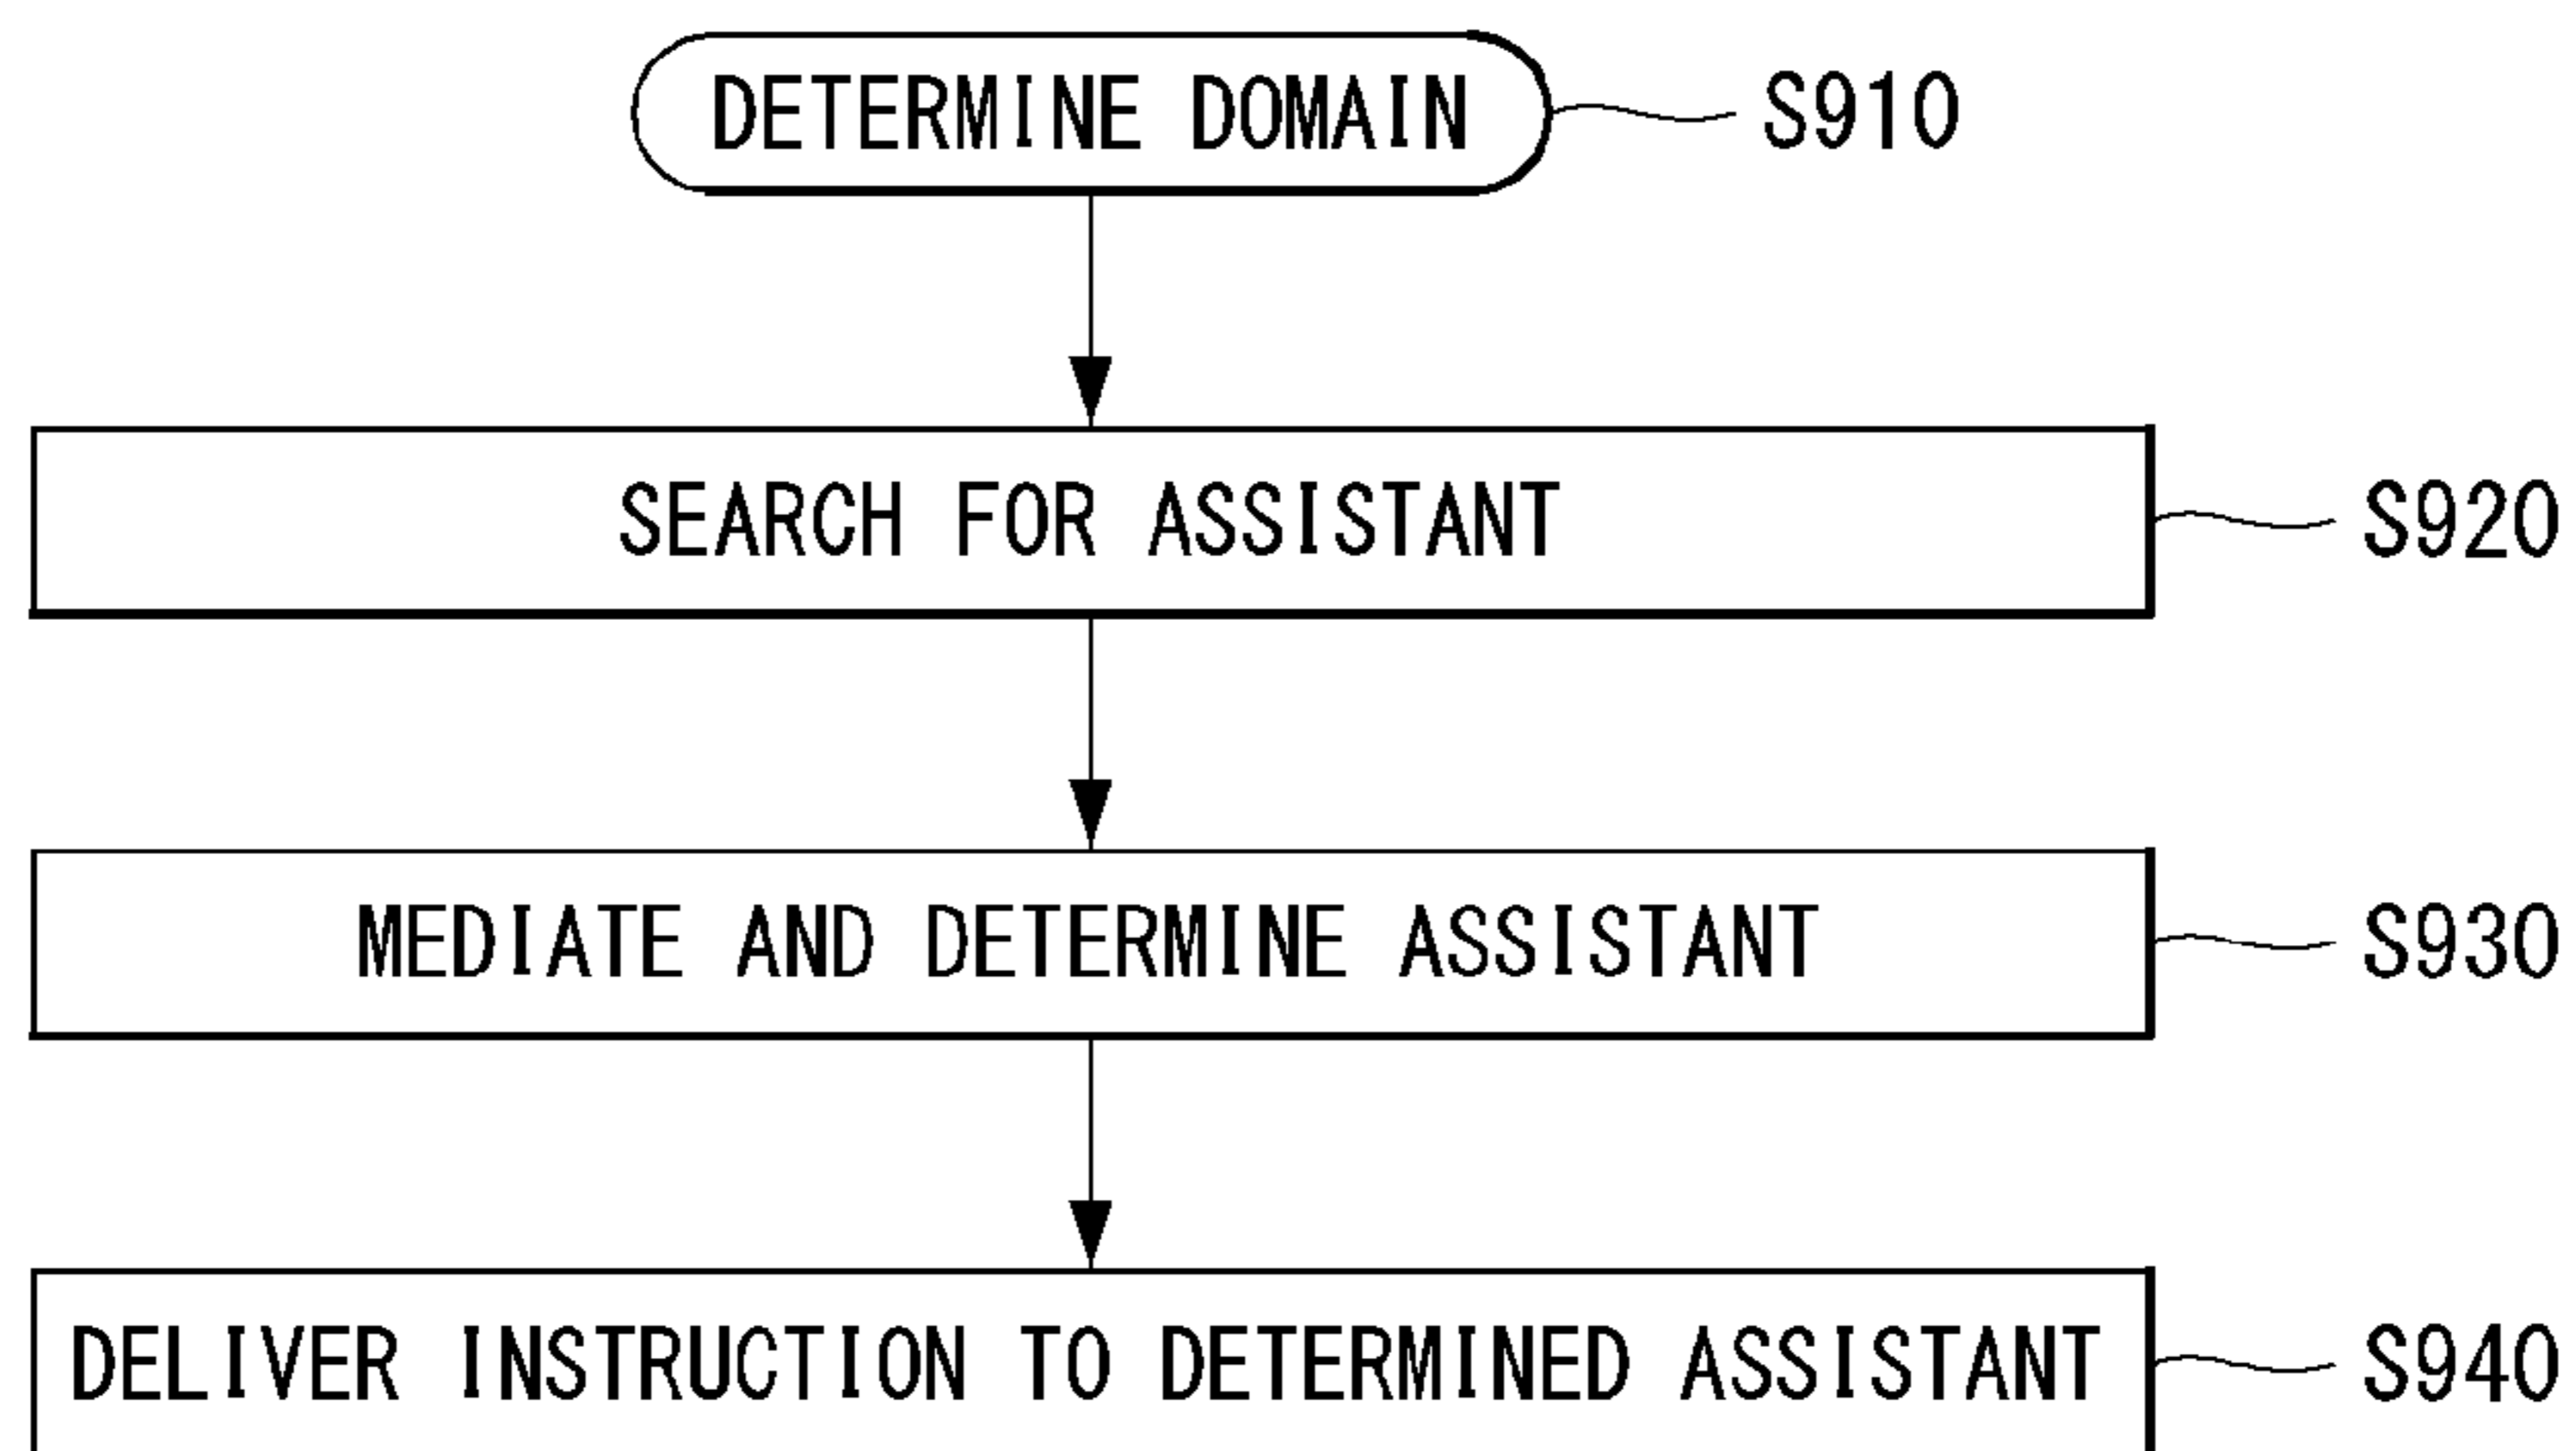 DETERMINE DOMAIN S910
SEARCH FOR ASSISTANT S920
MEDIATE AND DETERMINE ASSISTANT S930
DELIVER INSTRUCTION TO DETERMINED ASSISTANT S940